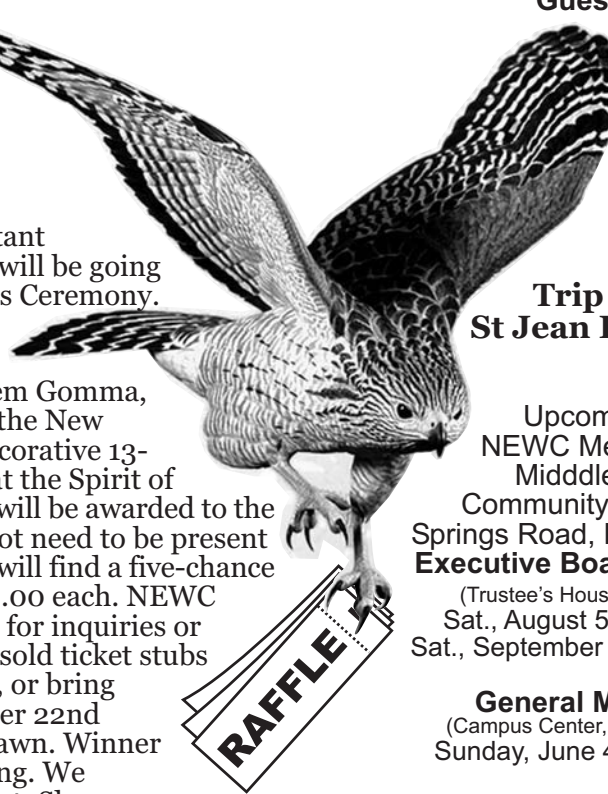 tant
will be going
s Ceremony.
em Gomma,
the New
corative 13-
t the Spirit of
will be awarded to the
ot need to be present
will find a five-chance
.00 each. NEWC
for inquiries or
sold ticket stubs
, or bring
er 22nd
awn. Winner
ng. We
RAFFLE
Gues
Trip
St Jean
Upcom
NEWC Me
Midddle
Community
Springs Road,
Executive Boa
(Trustee's Hous
Sat., August 5
Sat., September
General M
(Campus Center,
Sunday, June 4